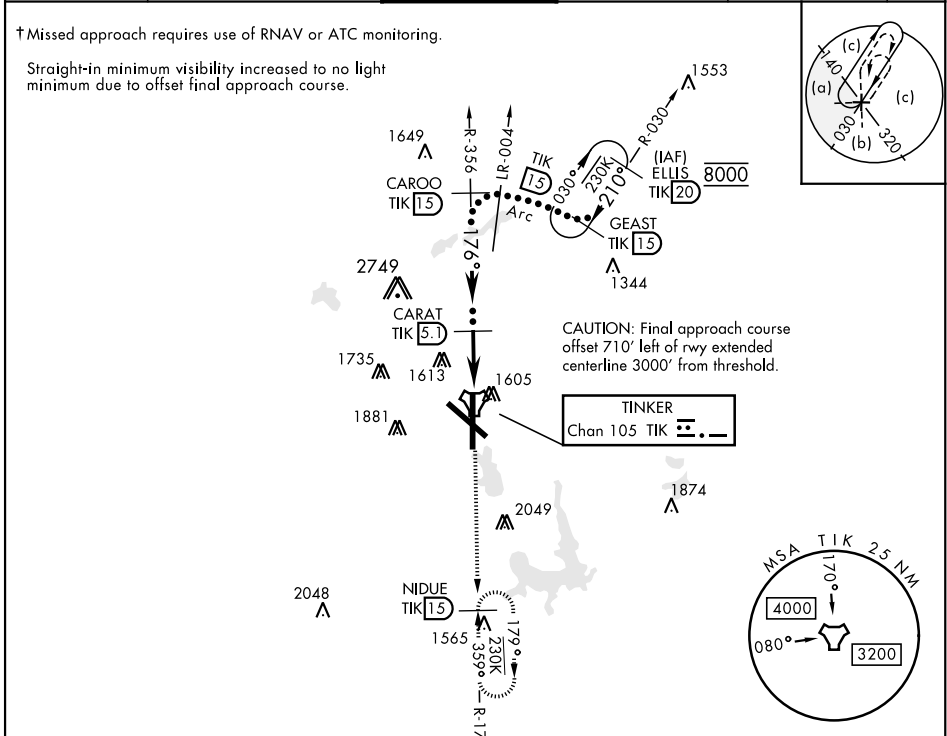 †Missed approach requires use of RNAV or ATC monitoring.
Straight-in minimum visibility increased to no light
minimum due to offset final approach course.
140
(c)
(a)
(c)
030
(b)
320
1553
1649
R-356
LR-004
TIK
15
Arc
030°
230K
210°
R-030
(IAF)
ELLIS
TIK 20
8000
CAROO
TIK 15
GEAST
TIK 15
176°
1344
2749
CARAT
TIK 5.1
CAUTION: Final approach course
offset 710' left of rwy extended
centerline 3000' from threshold.
1735
1613
1605
TINKER
Chan 105 TIK
1881
1874
2049
2048
NIDUE
TIK 15
1565
359°
230K
179°
MSA TIK 25 NM
170°
4000
080°
3200